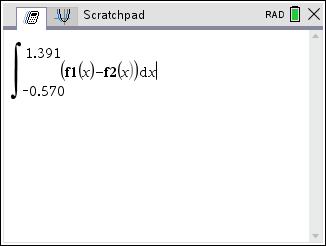 Scratchpad RAD
1.391
∫(f1(x)−f2(x))dx
-0.570